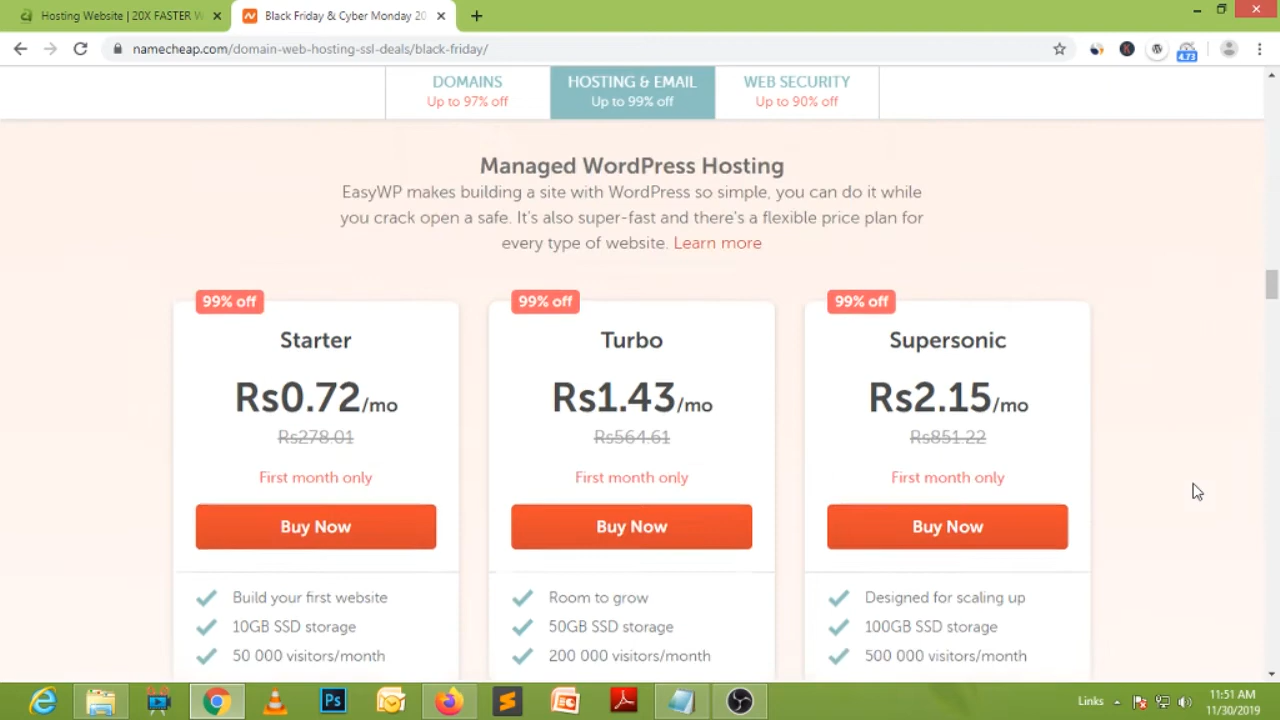 Hosting Website | 20X FASTER W
Black Friday & Cyber Monday 20
namecheap.com/domain-web-hosting-ssl-deals/black-friday/
K
4.73
DOMAINS
Up to 97% off
HOSTING & EMAIL
Up to 99% off
WEB SECURITY
Up to 90% off
Managed WordPress Hosting
EasyWP makes building a site with WordPress so simple, you can do it while
you crack open a safe. It's also super-fast and there's a flexible price plan for
every type of website. Learn more
99% off
Starter
Rs0.72/mo
Rs278.01
First month only
Buy Now
Build your first website
10GB SSD storage
50 000 visitors/month
99% off
Turbo
Rs1.43/mo
Rs564.61
First month only
Buy Now
Room to grow
50GB SSD storage
200 000 visitors/month
99% off
Supersonic
Rs2.15/mo
Rs851.22
First month only
Buy Now
Designed for scaling up
100GB SSD storage
500 000 visitors/month
Ps
Links
11:51 AM
11/30/2019